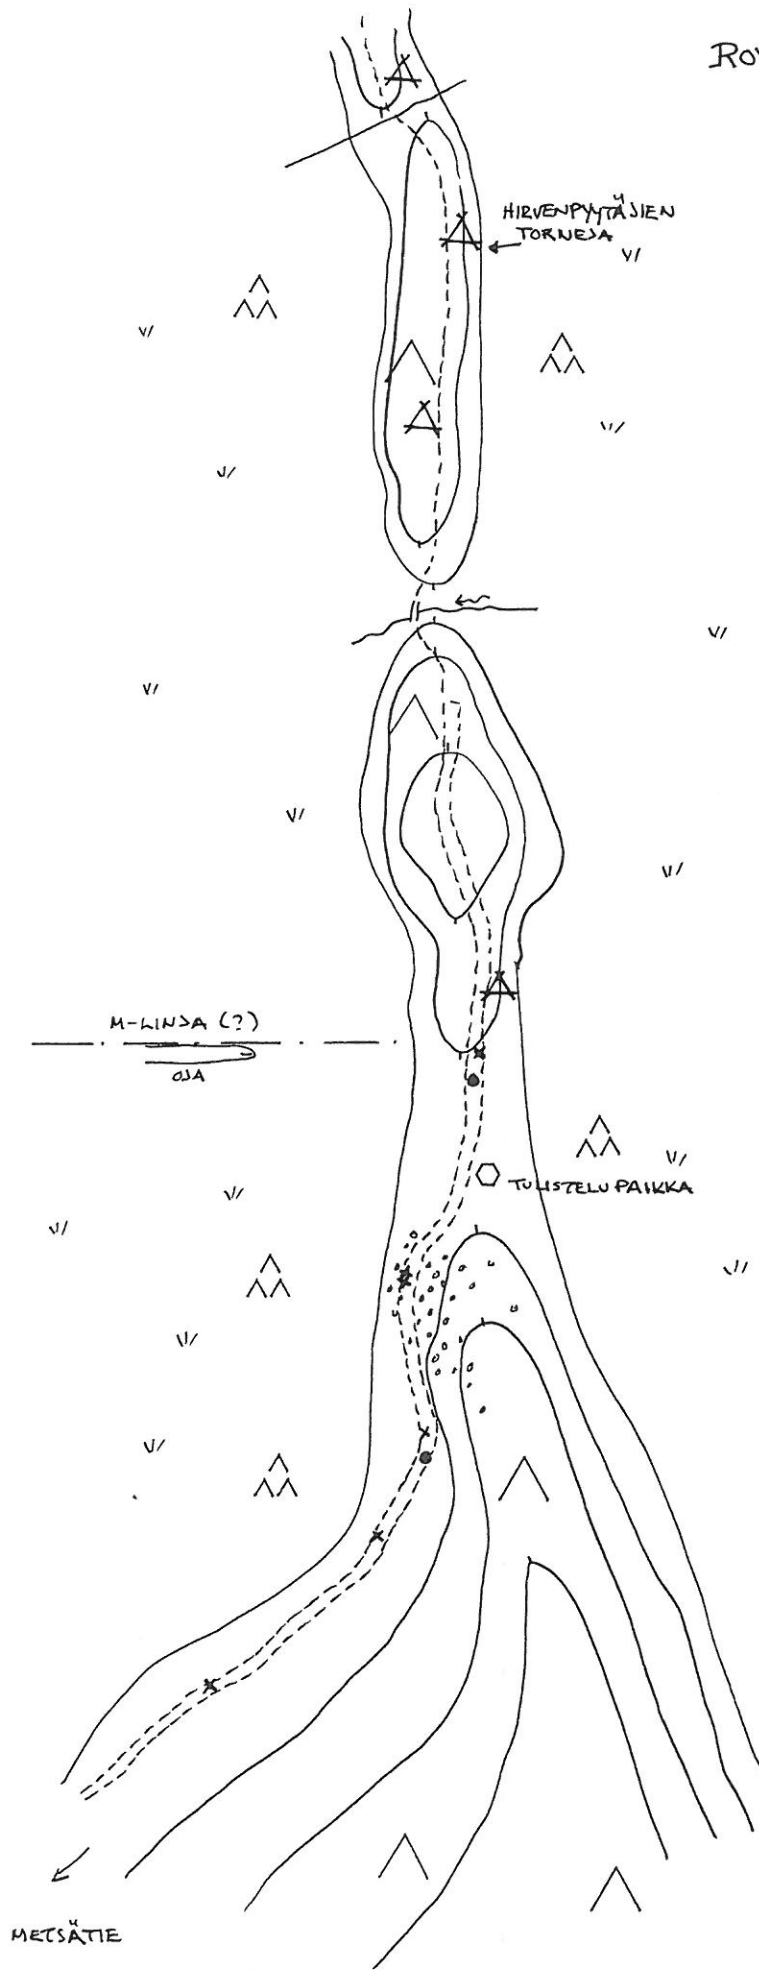 HIRVENPYYTÄJIEN
TORNEJA
M-LINJA (?)
OJA
TULISTELUPAIKKA
METSÄTIE